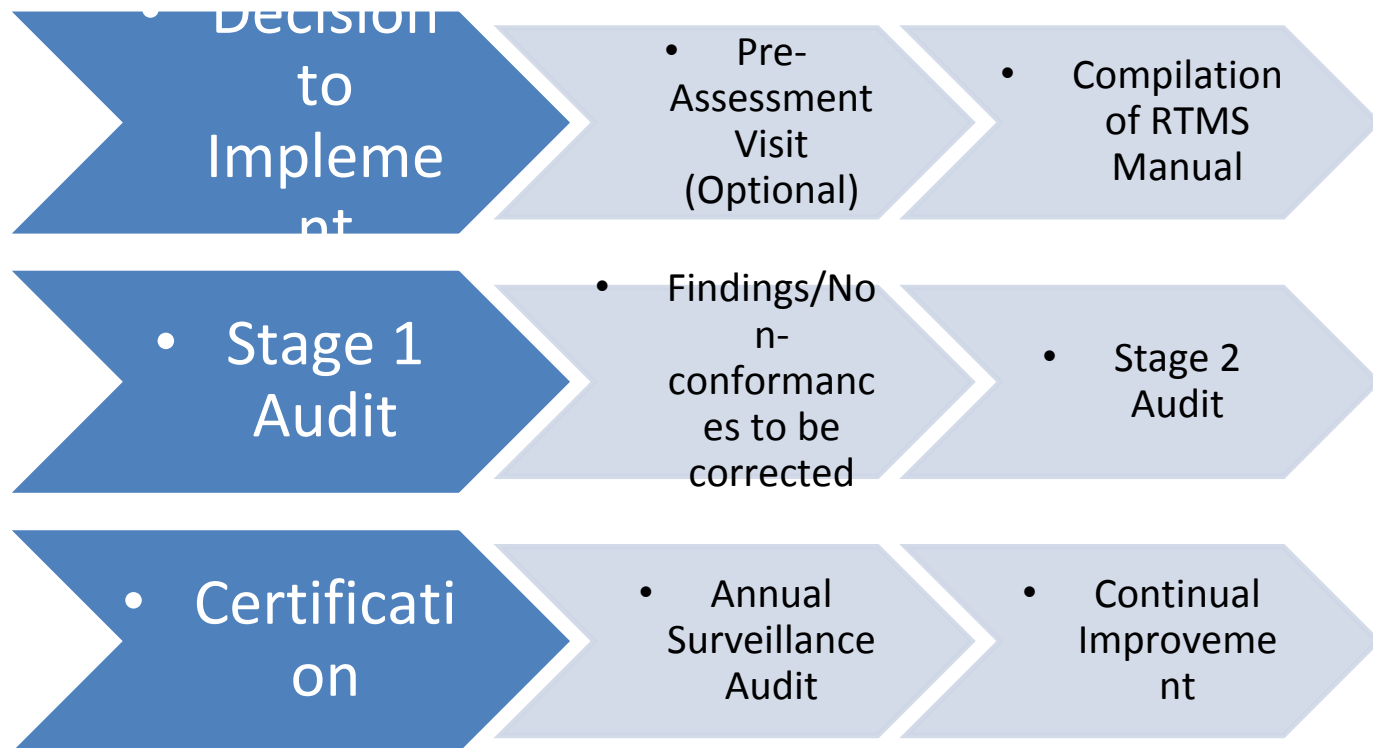 • Decision
to
Impleme
nt
• Pre-
Assessment
Visit
(Optional)
• Compilation
of RTMS
Manual
• Stage 1
Audit
• Findings/No
n-
conformanc
es to be
corrected
• Stage 2
Audit
• Certificati
on
• Annual
Surveillance
Audit
• Continual
Improveme
nt